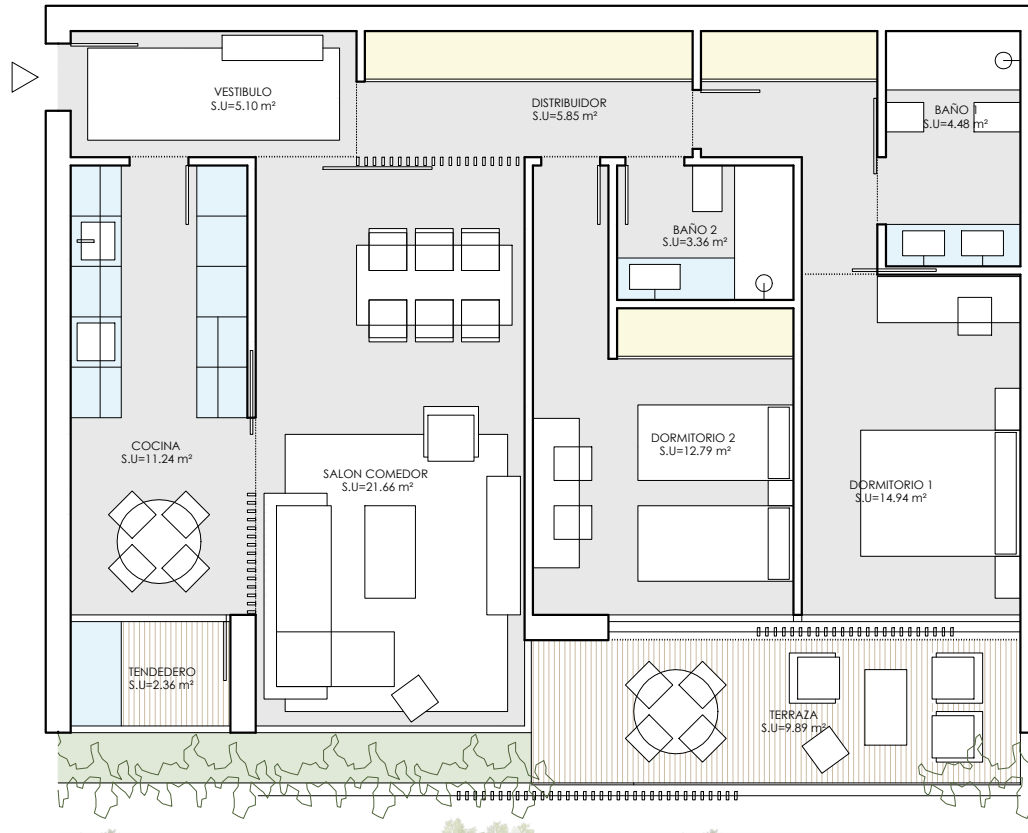 VESTIBULO
S.U=5.10 m²
DISTRIBUIDOR
S.U=5.85 m²
BAÑO 1
S.U=4.48 m²
BAÑO 2
S.U=3.36 m²
COCINA
S.U=11.24 m²
SALON COMEDOR
S.U=21.66 m²
DORMITORIO 2
S.U=12.79 m²
DORMITORIO 1
S.U=14.94 m²
TENDEDERO
S.U=2.36 m²
TERRAZA
S.U=9.89 m²